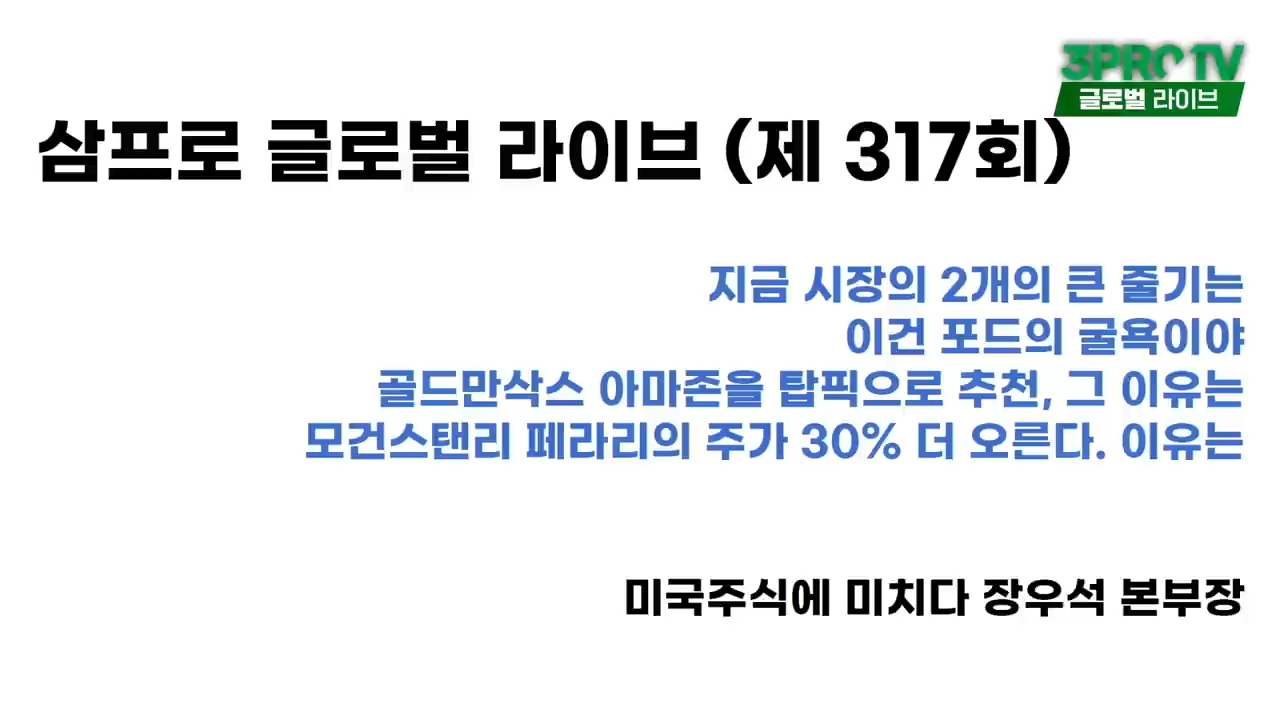 3PRO TV
글로벌 라이브
삼프로 글로벌 라이브 (제 317회)
지금 시장의 2개의 큰 줄기는
이건 포드의 굴욕이야
골드만삭스 아마존을 탑픽으로 추천, 그 이유는
모건스탠리 페라리의 주가 30% 더 오른다. 이유는
미국주식에 미치다 장우석 본부장